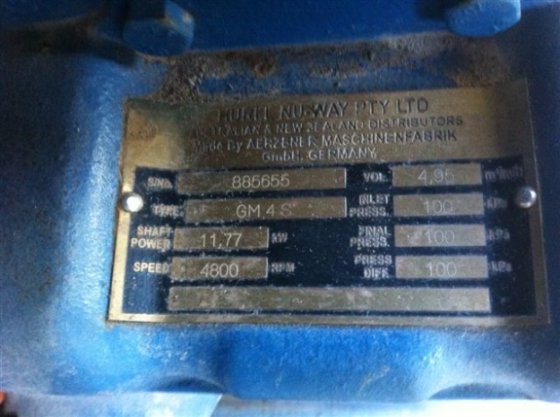 NU-WAY PTY LTD
AUSTRALIAN & NEW ZEALAND DISTRIBUTORS
Made By AERZENER MASCHINENFABRIK
GmbH. GERMANY
S/No. 885655 VOL. 4,95
TYPE GM 4 S INLET PRESS. 100 kPa
SHAFT POWER 11,77 kW FINAL PRESS. 100 kPa
SPEED 4800 RPM PRESS DIFF. 100 kPa